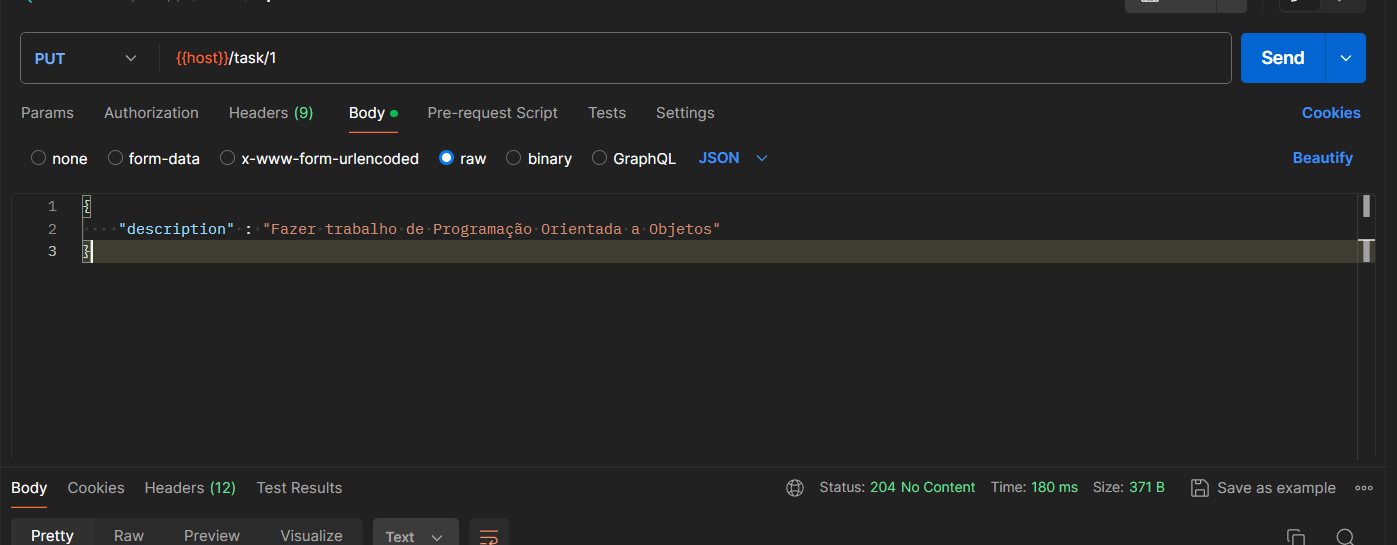 PUT {{host}}/task/1 Send
Params Authorization Headers (9) Body Pre-request Script Tests Settings Cookies
none form-data x-www-form-urlencoded raw binary GraphQL JSON Beautify
1 {
2 "description" : "Fazer trabalho de Programação Orientada a Objetos"
3 }
Body Cookies Headers (12) Test Results Status: 204 No Content Time: 180 ms Size: 371 B Save as example
Pretty Raw Preview Visualize Text